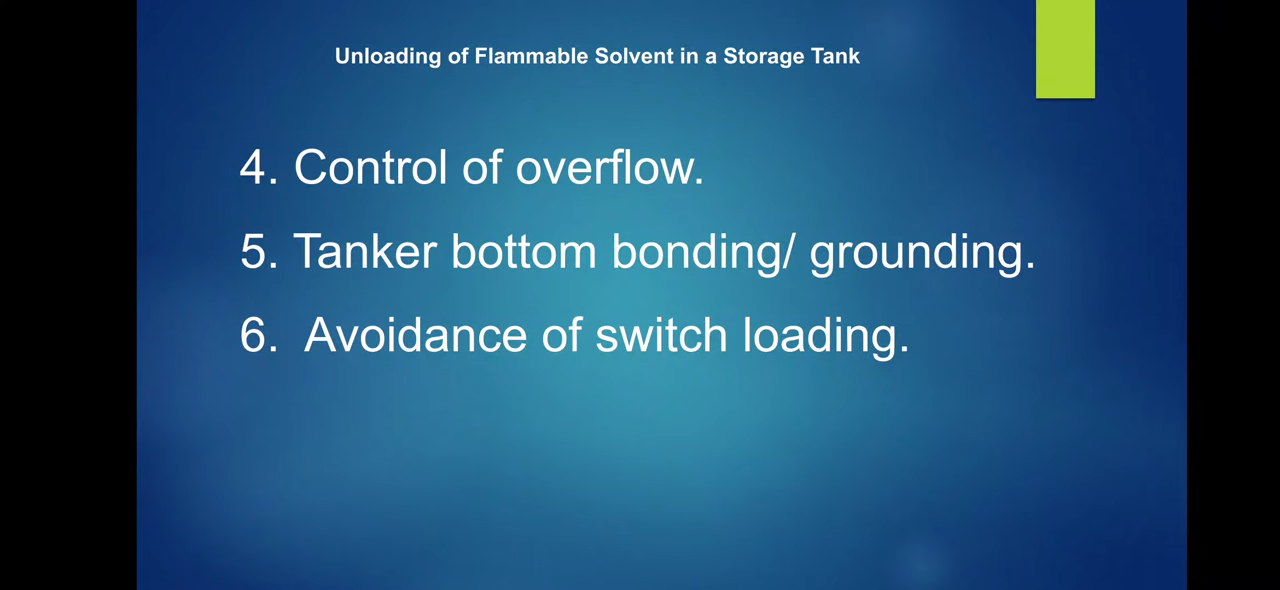 Unloading of Flammable Solvent in a Storage Tank
4. Control of overflow.
5. Tanker bottom bonding/ grounding.
6. Avoidance of switch loading.